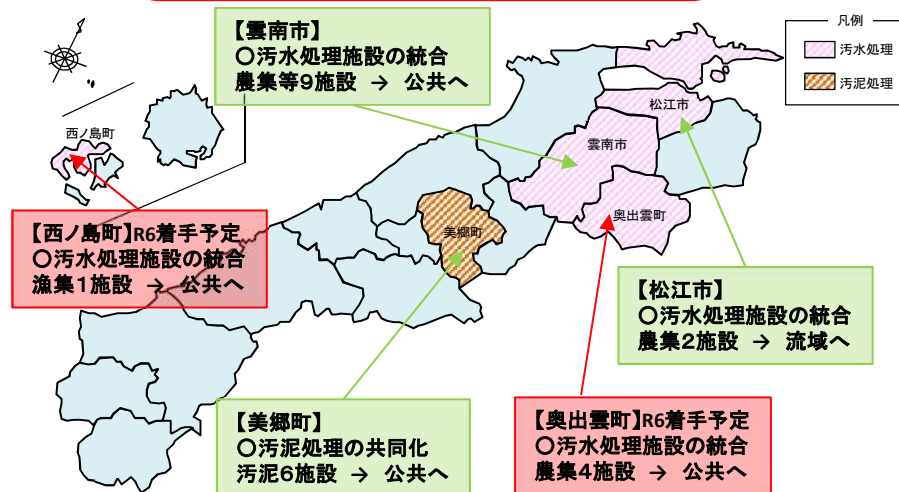 【雲南市】
〇汚水処理施設の統合
農集等9施設 → 公共へ
凡例
汚水処理
汚泥処理
西ノ島町
松江市
雲南市
奥出雲町
美郷町
【西ノ島町】R6着手予定
〇汚水処理施設の統合
漁集1施設 → 公共へ
【松江市】
〇汚水処理施設の統合
農集2施設 → 流域へ
【美郷町】
〇汚泥処理の共同化
汚泥6施設 → 公共へ
【奥出雲町】R6着手予定
〇汚水処理施設の統合
農集4施設 → 公共へ